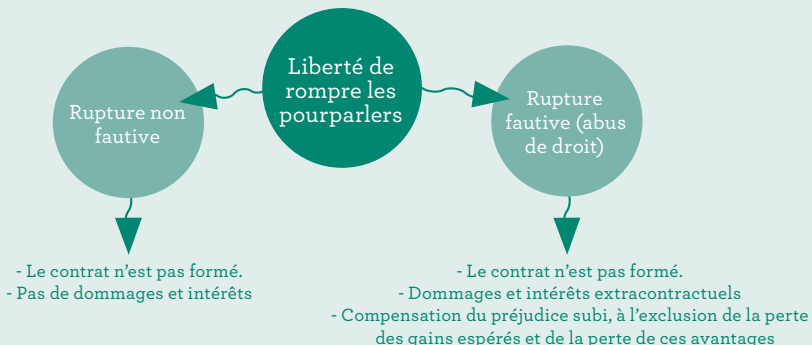 Liberté de
rompre les
pourparlers
Rupture non
fautive
Rupture
fautive (abus
de droit)
- Le contrat n'est pas formé.
- Pas de dommages et intérêts
- Le contrat n'est pas formé.
- Dommages et intérêts extracontractuels
- Compensation du préjudice subi, à l'exclusion de la perte
des gains espérés et de la perte de ces avantages